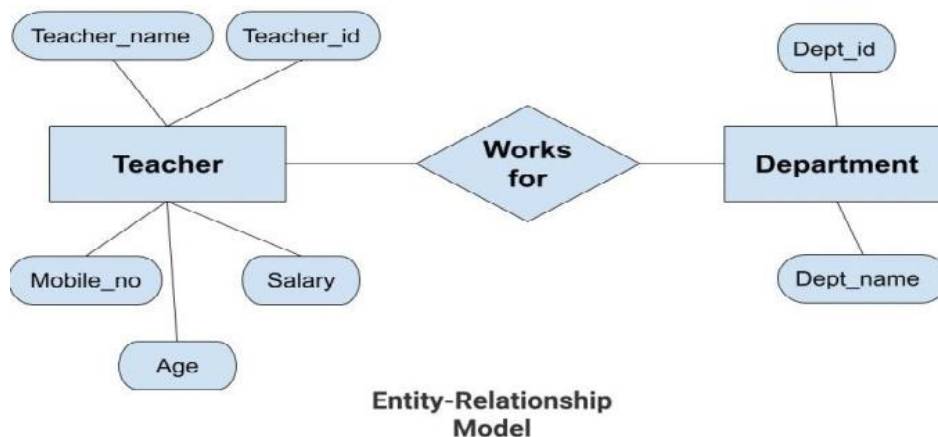 Teacher_name
Teacher_id
Dept_id
Teacher
Works
for
Department
Mobile_no
Salary
Dept_name
Age
Entity-Relationship
Model